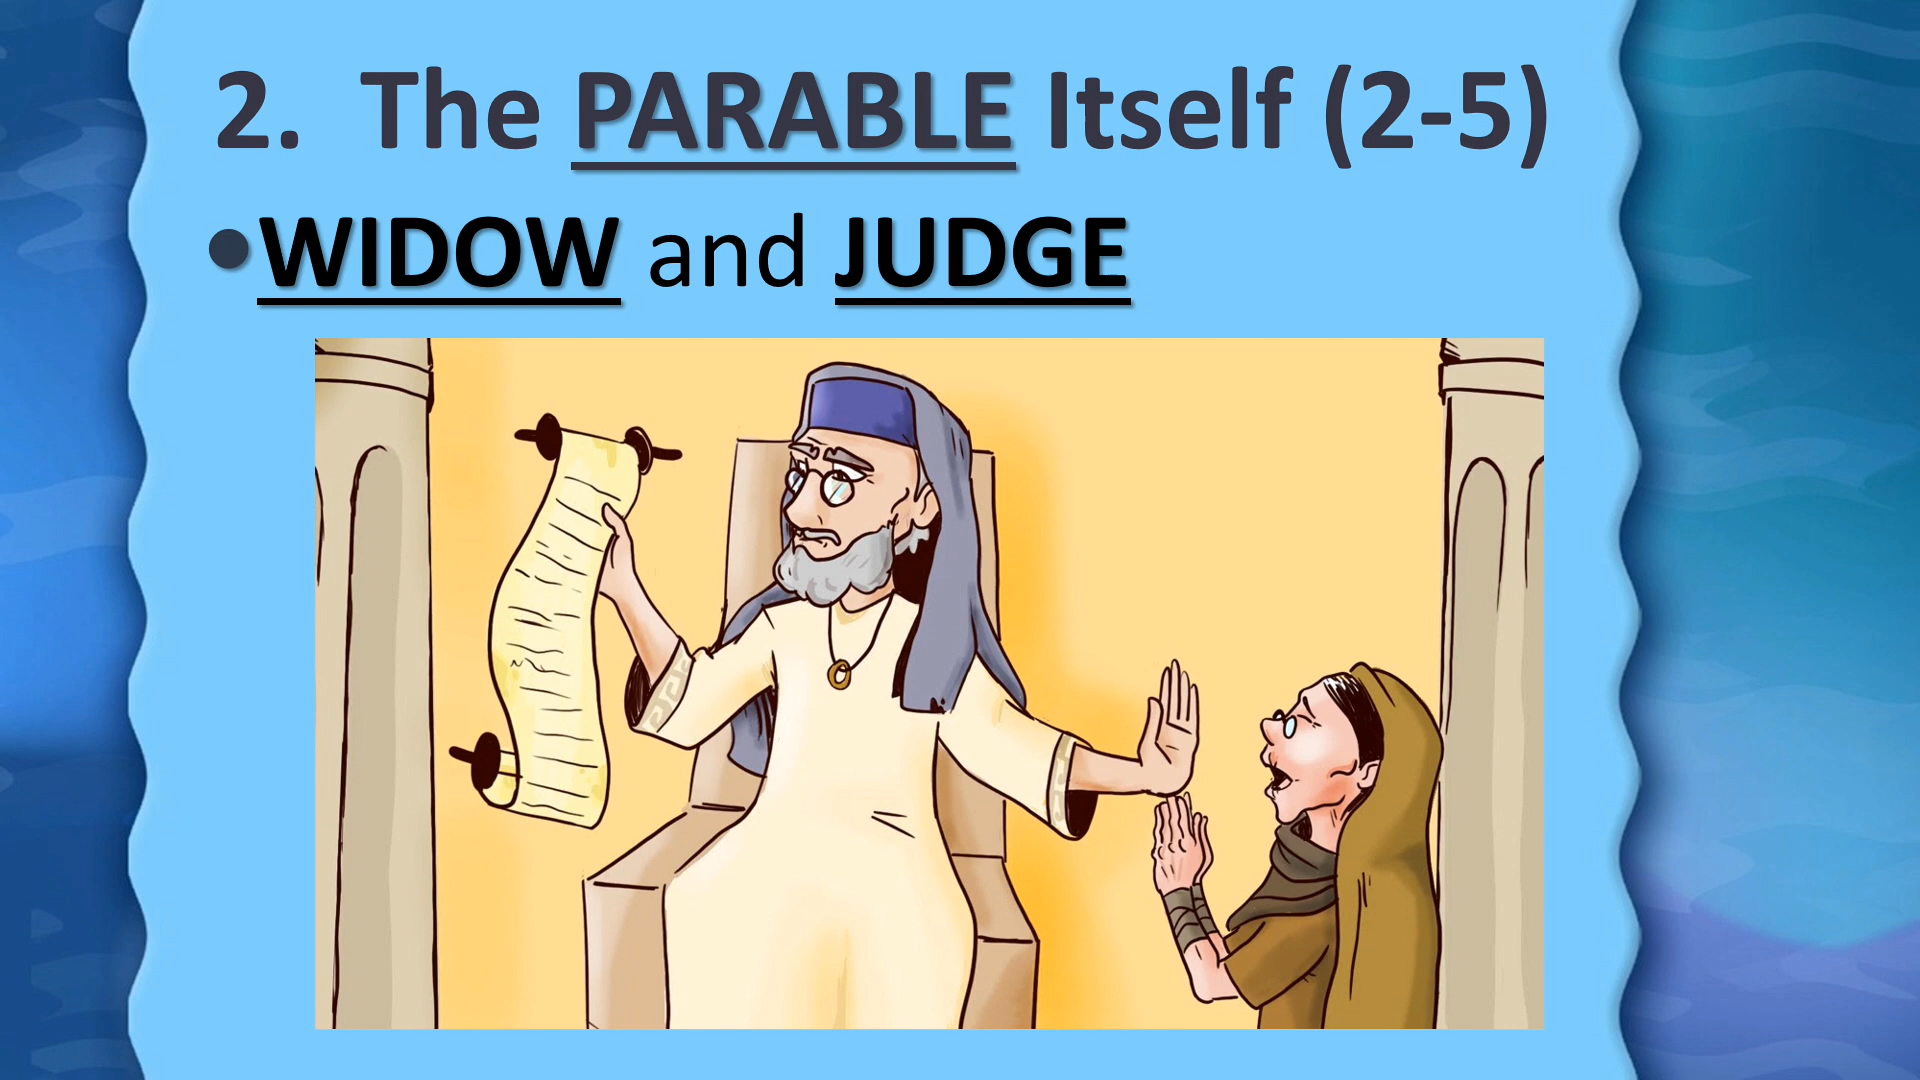 2. The PARABLE Itself (2-5)
•WIDOW and JUDGE